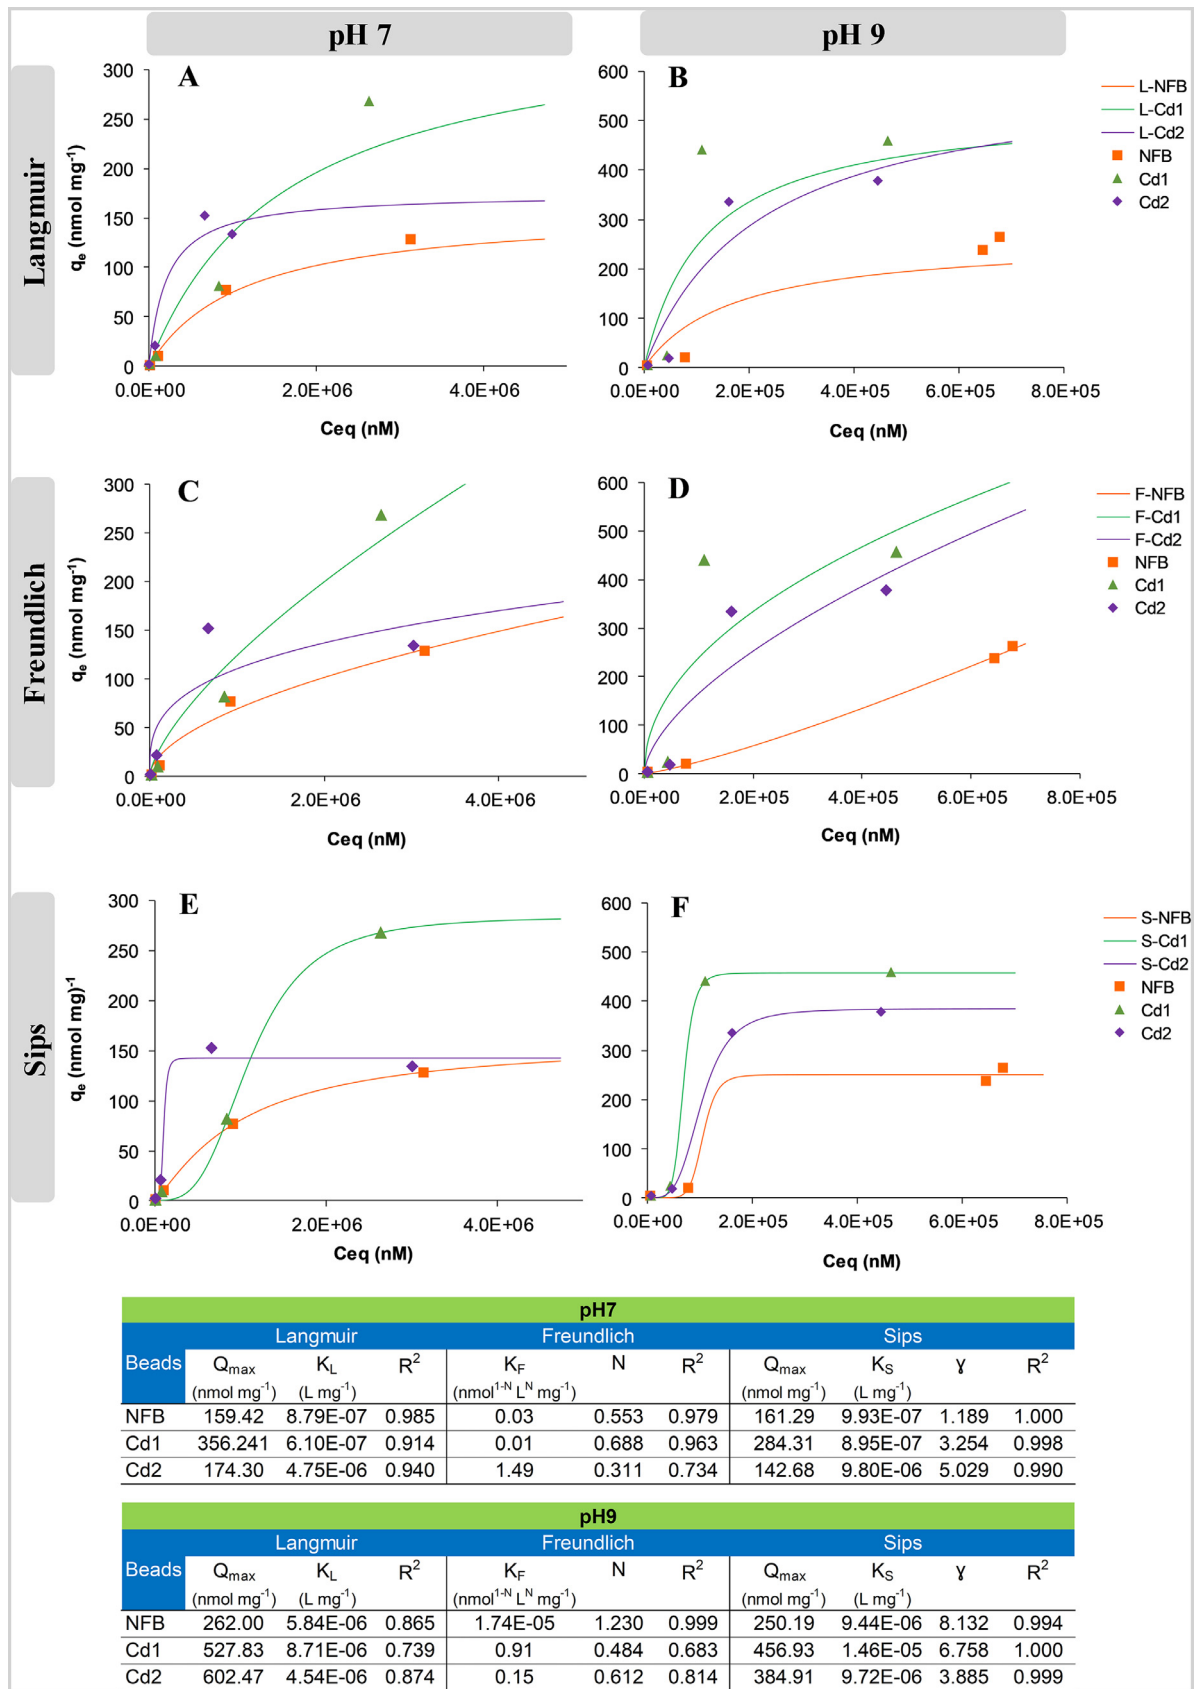 pH 7
pH 9
Langmuir
A
300
250
200
150
100
50
0
qe (nmol mg-1)
0.0E+00 2.0E+06 4.0E+06
Ceq (nM)
B
600
500
400
300
200
100
0
0.0E+00 2.0E+05 4.0E+05 6.0E+05 8.0E+05
Ceq (nM)
L-NFB
L-Cd1
L-Cd2
NFB
Cd1
Cd2
Freundlich
C
300
250
200
150
100
50
0
qe (nmol mg-1)
0.0E+00 2.0E+06 4.0E+06
Ceq (nM)
D
600
500
400
300
200
100
0
0.0E+00 2.0E+05 4.0E+05 6.0E+05 8.0E+05
Ceq (nM)
F-NFB
F-Cd1
F-Cd2
NFB
Cd1
Cd2
Sips
E
300
250
200
150
100
50
0
qe (nmol mg)-1
0.0E+00 2.0E+06 4.0E+06
Ceq (nM)
F
600
500
400
300
200
100
0
0.0E+00 2.0E+05 4.0E+05 6.0E+05 8.0E+05
Ceq (nM)
S-NFB
S-Cd1
S-Cd2
NFB
Cd1
Cd2
pH7
Langmuir Freundlich Sips
Beads Qmax KL R2 KF N R2 Qmax KS ɣ R2
(nmol mg-1) (L mg-1) (nmol1-N LN mg-1) (nmol mg-1) (L mg-1)
NFB 159.42 8.79E-07 0.985 0.03 0.553 0.979 161.29 9.93E-07 1.189 1.000
Cd1 356.241 6.10E-07 0.914 0.01 0.688 0.963 284.31 8.95E-07 3.254 0.998
Cd2 174.30 4.75E-06 0.940 1.49 0.311 0.734 142.68 9.80E-06 5.029 0.990
pH9
Langmuir Freundlich Sips
Beads Qmax KL R2 KF N R2 Qmax KS ɣ R2
(nmol mg-1) (L mg-1) (nmol1-N LN mg-1) (nmol mg-1) (L mg-1)
NFB 262.00 5.84E-06 0.865 1.74E-05 1.230 0.999 250.19 9.44E-06 8.132 0.994
Cd1 527.83 8.71E-06 0.739 0.91 0.484 0.683 456.93 1.46E-05 6.758 1.000
Cd2 602.47 4.54E-06 0.874 0.15 0.612 0.814 384.91 9.72E-06 3.885 0.999